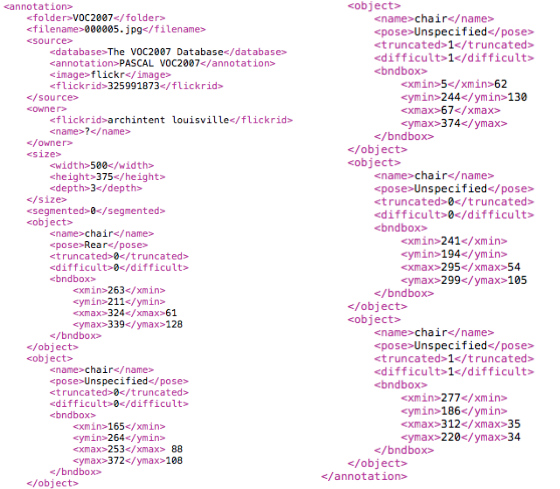 <annotation>
<folder>VOC2007</folder>
<filename>000005.jpg</filename>
<source>
<database>The VOC2007 Database</database>
<annotation>PASCAL VOC2007</annotation>
<image>flickr</image>
<flickrid>325991873</flickrid>
</source>
<owner>
<flickrid>archintent louisville</flickrid>
<name>?</name>
</owner>
<size>
<width>500</width>
<height>375</height>
<depth>3</depth>
</size>
<segmented>0</segmented>
<object>
<name>chair</name>
<pose>Rear</pose>
<truncated>0</truncated>
<difficult>0</difficult>
<bndbox>
<xmin>263</xmin>
<ymin>211</ymin>
<xmax>324</xmax>61
<ymax>339</ymax>128
</bndbox>
</object>
<object>
<name>chair</name>
<pose>Unspecified</pose>
<truncated>0</truncated>
<difficult>0</difficult>
<bndbox>
<xmin>165</xmin>
<ymin>264</ymin>
<xmax>253</xmax> 88
<ymax>372</ymax>108
</bndbox>
</object>
<object>
<name>chair</name>
<pose>Unspecified</pose>
<truncated>1</truncated>
<difficult>1</difficult>
<bndbox>
<xmin>5</xmin>62
<ymin>244</ymin>130
<xmax>67</xmax>
<ymax>374</ymax>
</bndbox>
</object>
<object>
<name>chair</name>
<pose>Unspecified</pose>
<truncated>0</truncated>
<difficult>0</difficult>
<bndbox>
<xmin>241</xmin>
<ymin>194</ymin>
<xmax>295</xmax>54
<ymax>299</ymax>105
</bndbox>
</object>
<object>
<name>chair</name>
<pose>Unspecified</pose>
<truncated>1</truncated>
<difficult>1</difficult>
<bndbox>
<xmin>277</xmin>
<ymin>186</ymin>
<xmax>312</xmax>35
<ymax>220</ymax>34
</bndbox>
</object>
</annotation>